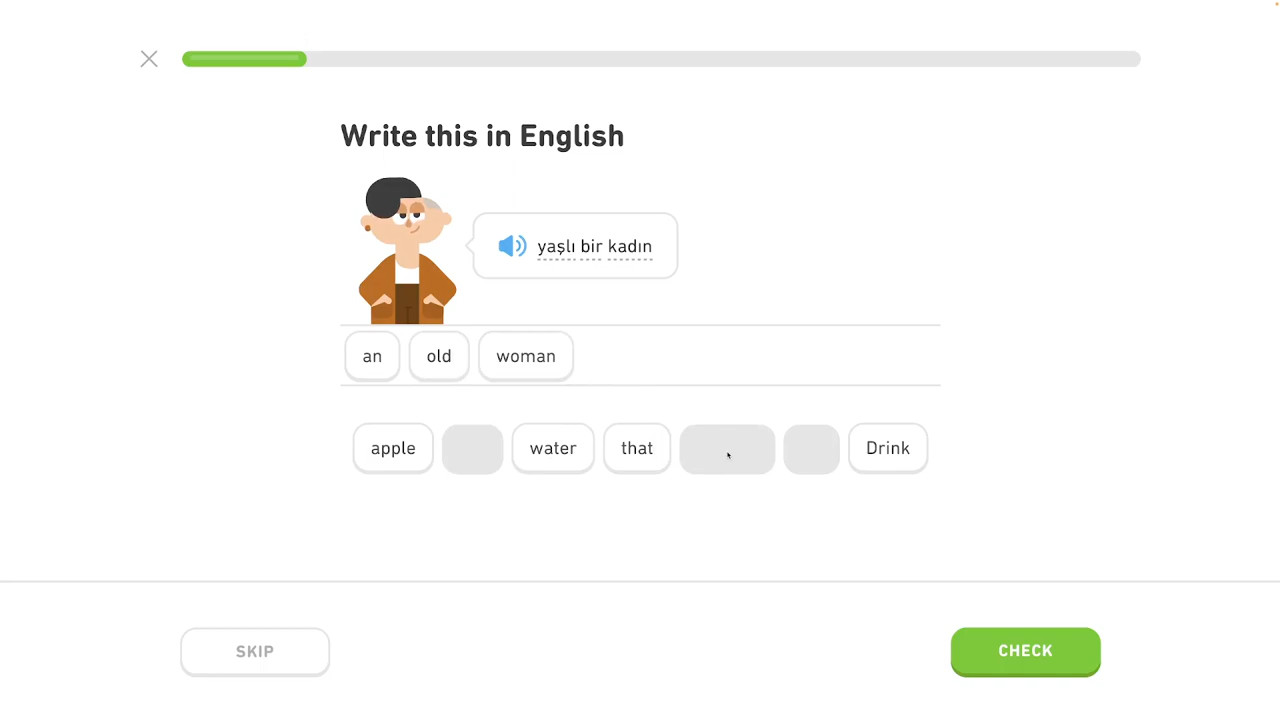 Write this in English
yaşlı bir kadın
an old woman
apple water that Drink
SKIP CHECK